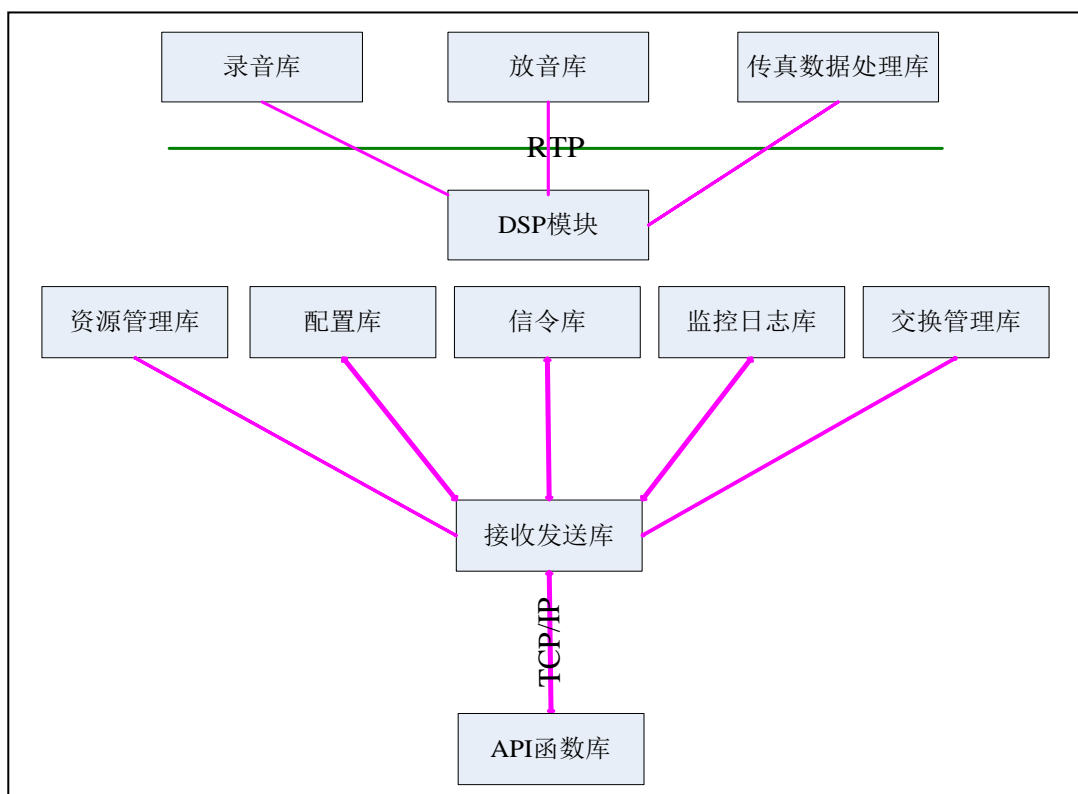 录音库
放音库
传真数据处理库
RTP
DSP模块
资源管理库
配置库
信令库
监控日志库
交换管理库
接收发送库
TCP/IP
API函数库